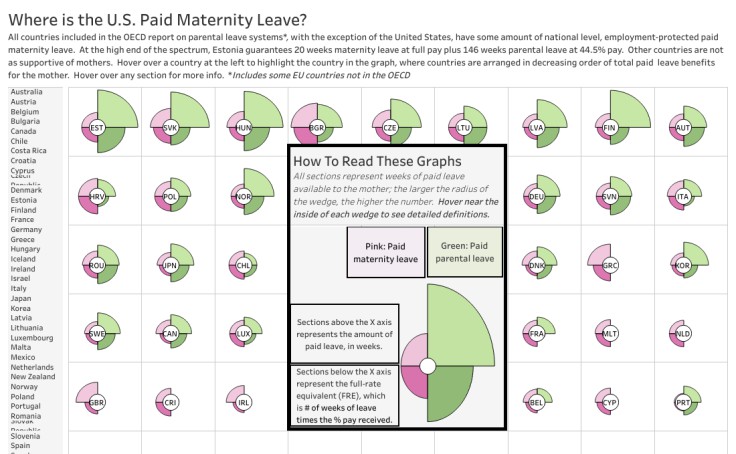 Where is the U.S. Paid Maternity Leave?
All countries included in the OECD report on parental leave systems*, with the exception of the United States, have some amount of national level, employment-protected paid
maternity leave.  At the high end of the spectrum, Estonia guarantees 20 weeks maternity leave at full pay plus 146 weeks parental leave at 44.5% pay.  Other countries are not
as supportive of mothers.  Hover over a country at the left to highlight the country in the graph, where countries are arranged in decreasing order of total paid  leave benefits
for the mother.  Hover over any section for more info.  *Includes some EU countries not in the OECD
Australia
Austria
Belgium
Bulgaria
Canada
Chile
Costa Rica
Croatia
Cyprus
Czech
Republic
Denmark
Estonia
Finland
France
Germany
Greece
Hungary
Iceland
Ireland
Israel
Italy
Japan
Korea
Latvia
Lithuania
Luxembourg
Malta
Mexico
Netherlands
New Zealand
Norway
Poland
Portugal
Romania
Slovak
Republic
Slovenia
Spain
EST SVK HUN BGR CZE LTU LVA FIN AUT
HRV POL NOR DEU SVN ITA
ROU JPN CHL DNK GRC KOR
SWE CAN LUX FRA MLT NLD
GBR CRI IRL BEL CYP PRT
How To Read These Graphs
All sections represent weeks of paid leave
available to the mother; the larger the radius of
the wedge, the higher the number.  Hover near the
inside of each wedge to see detailed definitions.
Pink: Paid
maternity leave
Green: Paid
parental leave
Sections above the X axis
represents the amount of
paid leave, in weeks.
Sections below the X axis
represent the full-rate
equivalent (FRE), which
is # of weeks of leave
times the % pay received.